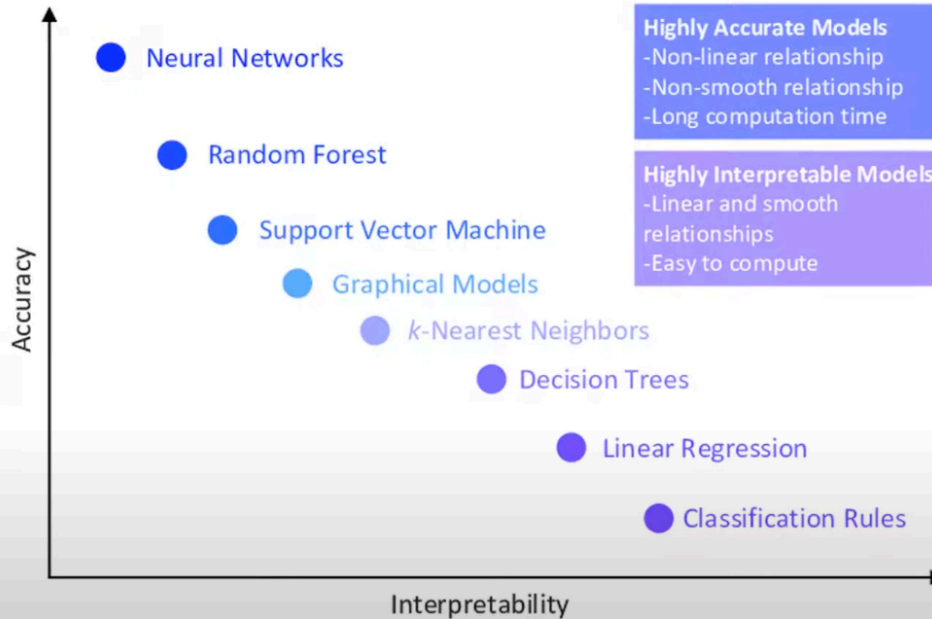 Highly Accurate Models
-Non-linear relationship
-Non-smooth relationship
-Long computation time
Highly Interpretable Models
-Linear and smooth
relationships
-Easy to compute
Neural Networks
Random Forest
Support Vector Machine
Graphical Models
k-Nearest Neighbors
Decision Trees
Linear Regression
Classification Rules
Accuracy
Interpretability